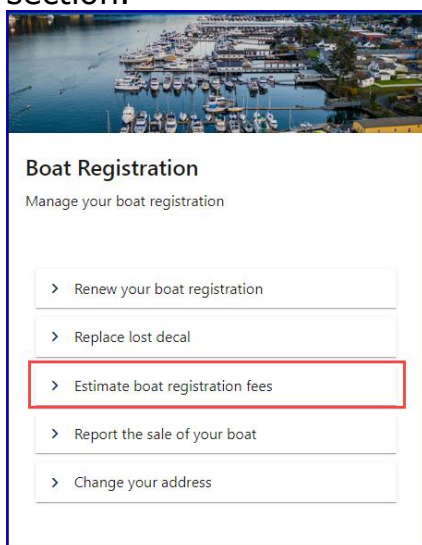 section.
Boat Registration
Manage your boat registration
Renew your boat registration
Replace lost decal
Estimate boat registration fees
Report the sale of your boat
Change your address